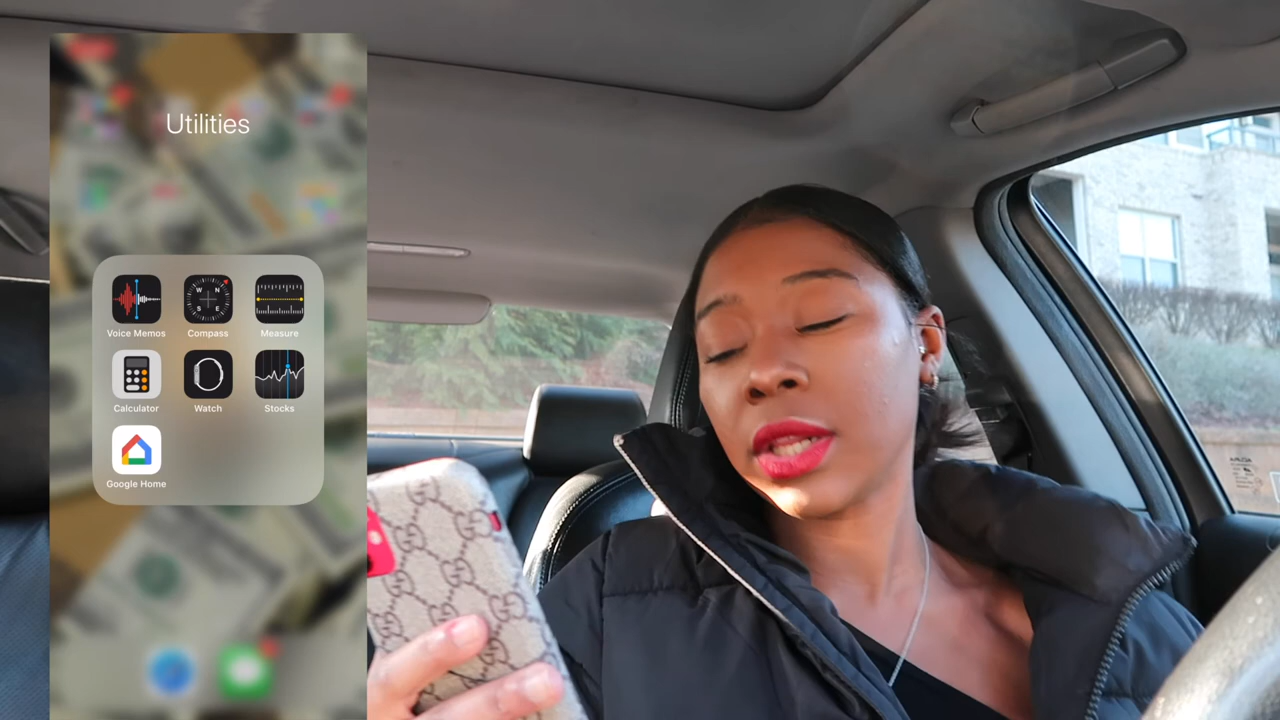 Utilities
Voice Memos
Compass
Measure
Calculator
Watch
Stocks
Google Home